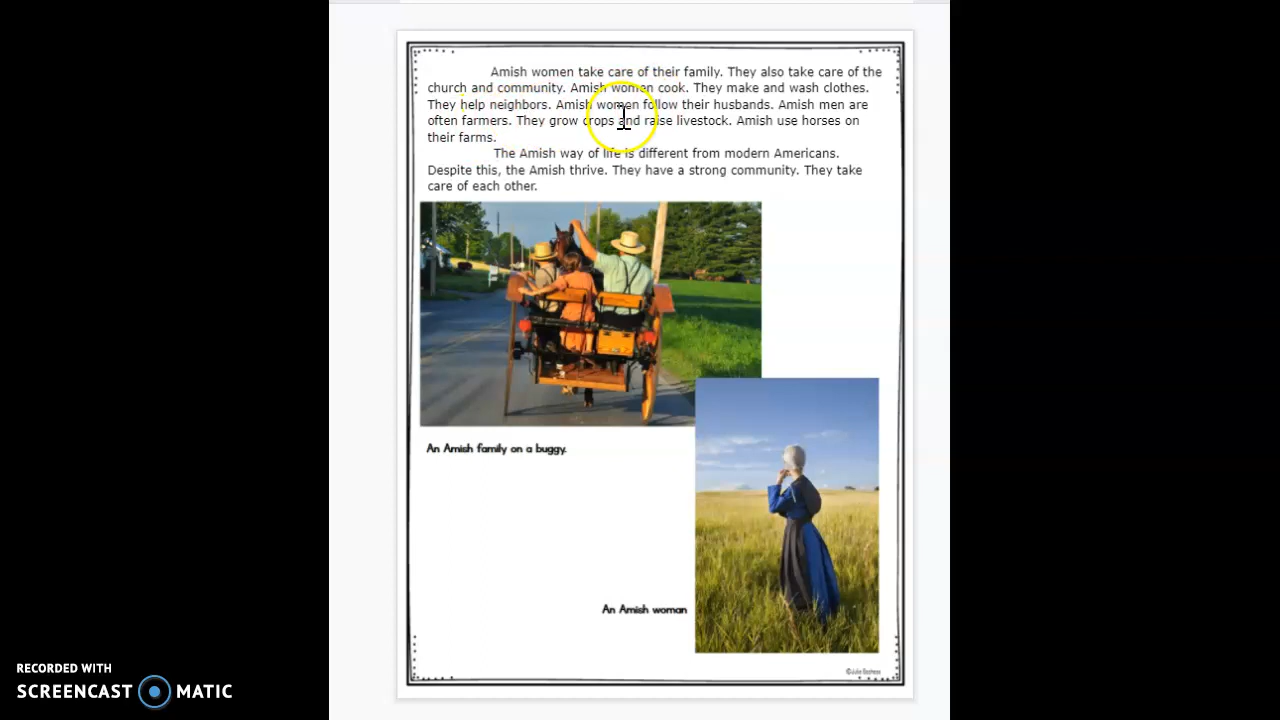 Amish women take care of their family. They also take care of the
church and community. Amish women cook. They make and wash clothes.
They help neighbors. Amish women follow their husbands. Amish men are
often farmers. They grow crops and raise livestock. Amish use horses on
their farms.
The Amish way of life is different from modern Americans.
Despite this, the Amish thrive. They have a strong community. They take
care of each other.
An Amish family on a buggy.
An Amish woman
RECORDED WITH
SCREENCAST MATIC